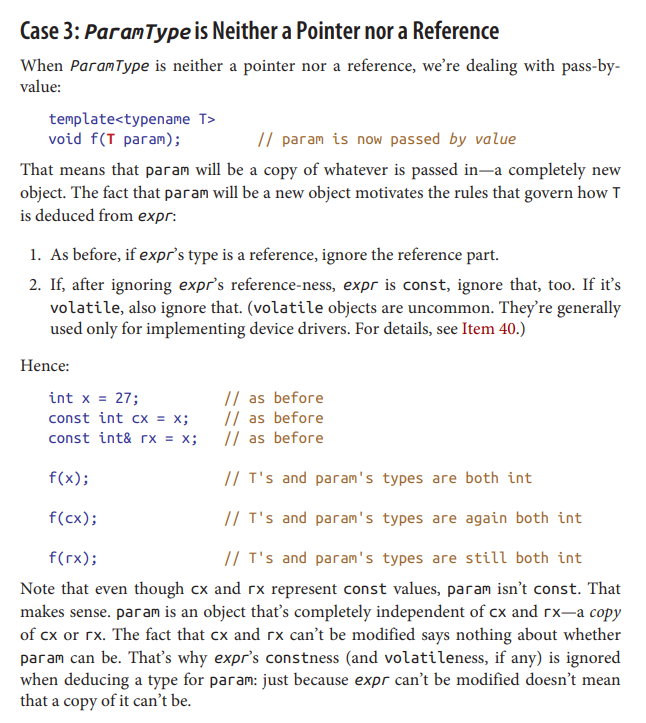 Case 3: ParamType is Neither a Pointer nor a Reference
When ParamType is neither a pointer nor a reference, we’re dealing with pass-by-
value:
template<typename T>
void f(T param); // param is now passed by value
That means that param will be a copy of whatever is passed in—a completely new
object. The fact that param will be a new object motivates the rules that govern how T
is deduced from expr:
1. As before, if expr’s type is a reference, ignore the reference part.
2. If, after ignoring expr’s reference-ness, expr is const, ignore that, too. If it’s
volatile, also ignore that. (volatile objects are uncommon. They’re generally
used only for implementing device drivers. For details, see Item 40.)
Hence:
int x = 27; // as before
const int cx = x; // as before
const int& rx = x; // as before
f(x); // T's and param's types are both int
f(cx); // T's and param's types are again both int
f(rx); // T's and param's types are still both int
Note that even though cx and rx represent const values, param isn’t const. That
makes sense. param is an object that’s completely independent of cx and rx—a copy
of cx or rx. The fact that cx and rx can’t be modified says nothing about whether
param can be. That’s why expr’s constness (and volatileness, if any) is ignored
when deducing a type for param: just because expr can’t be modified doesn’t mean
that a copy of it can’t be.